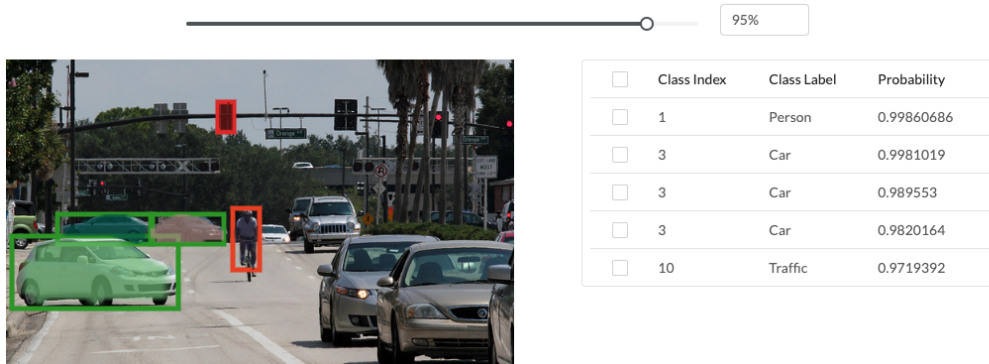 95%
Class Index Class Label Probability
1 Person 0.99860686
3 Car 0.9981019
3 Car 0.989553
3 Car 0.9820164
10 Traffic 0.9719392
Orange